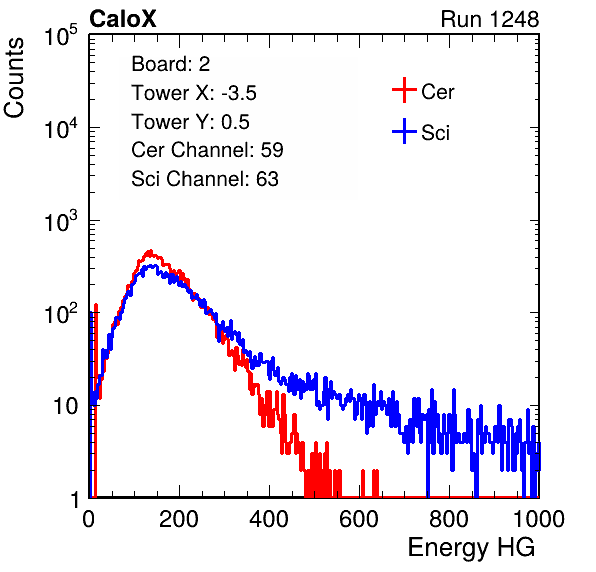 CaloX Run 1248
Counts
10^5
10^4
10^3
10^2
10
1
Board: 2
Tower X: -3.5
Tower Y: 0.5
Cer Channel: 59
Sci Channel: 63
Cer
Sci
0 200 400 600 800 1000
Energy HG